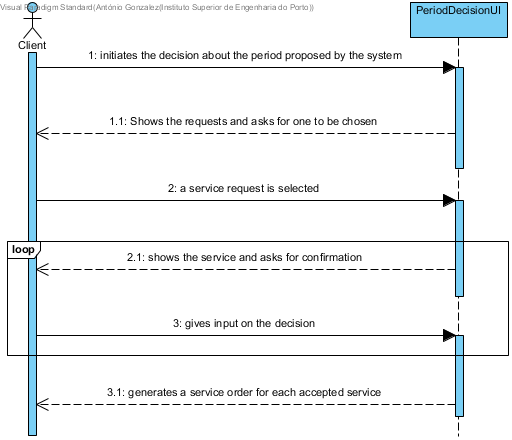 Visual Paradigm Standard(António Gonzalez(Instituto Superior de Engenharia do Porto))
PeriodDecisionUI
Client
1: initiates the decision about the period proposed by the system
1.1: Shows the requests and asks for one to be chosen
2: a service request is selected
loop
2.1: shows the service and asks for confirmation
3: gives input on the decision
3.1: generates a service order for each accepted service